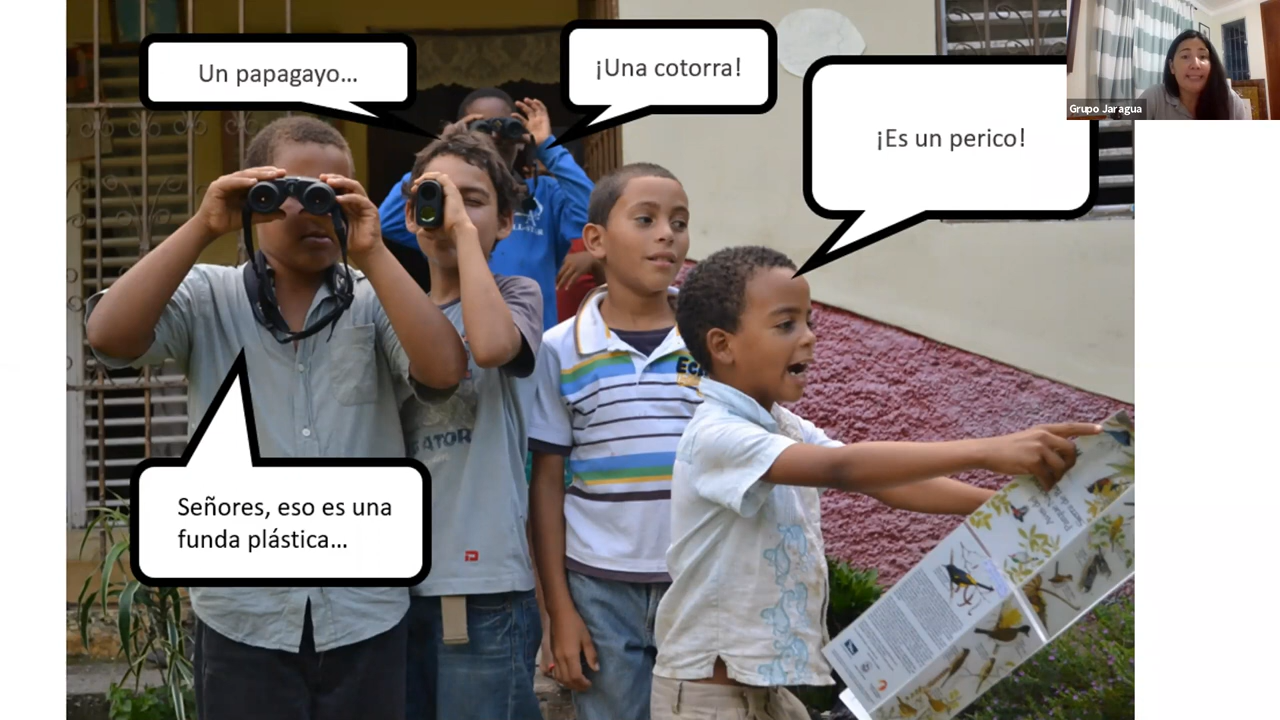 Un papagayo...
¡Una cotorra!
¡Es un perico!
Grupo Jaragua
Señores, eso es una
funda plástica...